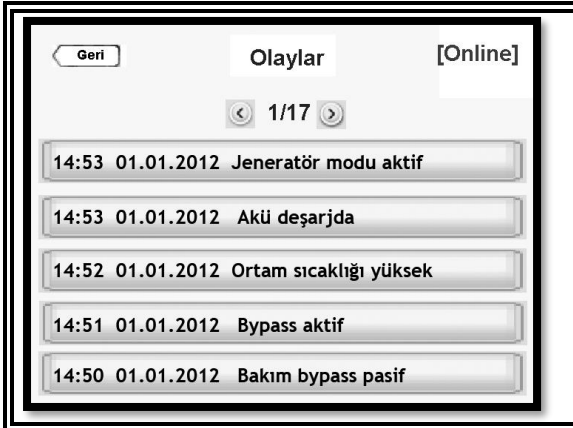 Geri Olaylar [Online]
1/17
14:53 01.01.2012 Jeneratör modu aktif
14:53 01.01.2012 Akü deşarjda
14:52 01.01.2012 Ortam sıcaklığı yüksek
14:51 01.01.2012 Bypass aktif
14:50 01.01.2012 Bakım bypass pasif